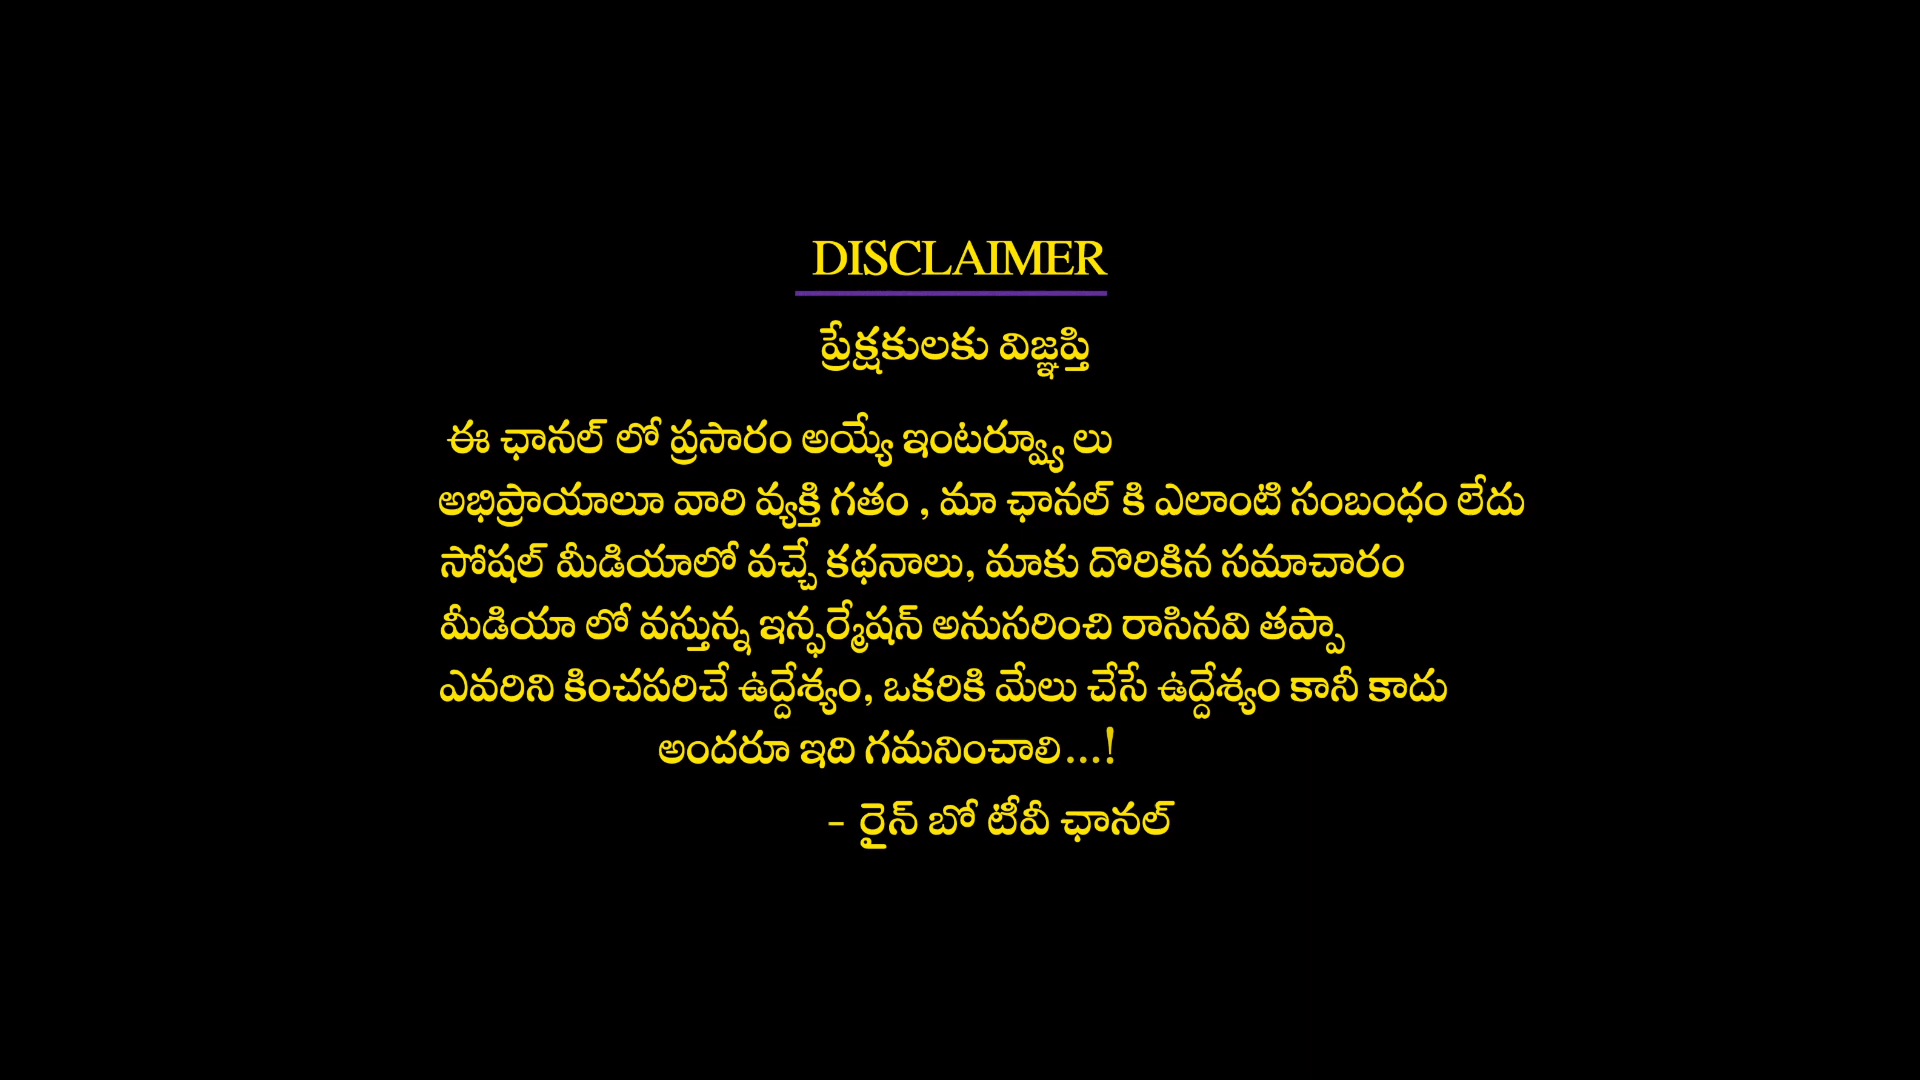 DISCLAIMER
ప్రేక్షకులకు విజ్ఞప్తి
ఈ ఛానల్ లో ప్రసారం అయ్యే ఇంటర్వ్యూ లు
అభిప్రాయాలూ వారి వ్యక్తి గతం , మా ఛానల్ కి ఎలాంటి సంబంధం లేదు
సోషల్ మీడియాలో వచ్చే కథనాలు, మాకు దొరికిన సమాచారం
మీడియా లో వస్తున్న ఇన్ఫర్మేషన్ అనుసరించి రాసినవి తప్పా
ఎవరిని కించపరిచే ఉద్దేశ్యం, ఒకరికి మేలు చేసే ఉద్దేశ్యం కానీ కాదు
అందరూ ఇది గమనించాలి...!
- రైన్ బో టీవీ ఛానల్